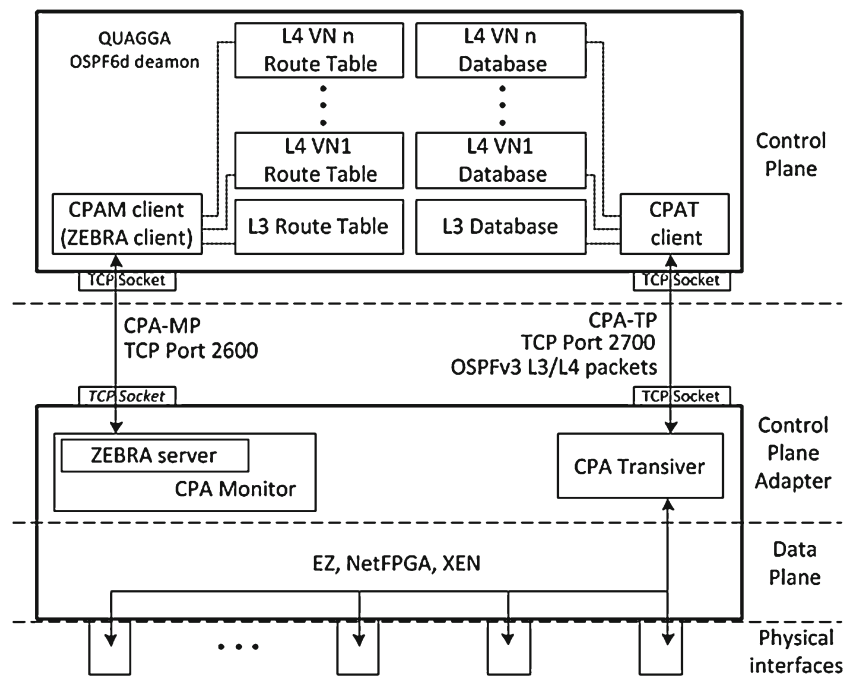 QUAGGA
OSPF6d deamon
L4 VN n
Route Table
L4 VN n
Database
L4 VN1
Route Table
L4 VN1
Database
Control
Plane
CPAM client
(ZEBRA client)
L3 Route Table
L3 Database
CPAT
client
TCP Socket
TCP Socket
CPA-MP
TCP Port 2600
CPA-TP
TCP Port 2700
OSPFv3 L3/L4 packets
TCP Socket
TCP Socket
ZEBRA server
CPA Monitor
CPA Transiver
Control
Plane
Adapter
EZ, NetFPGA, XEN
Data
Plane
Physical
interfaces